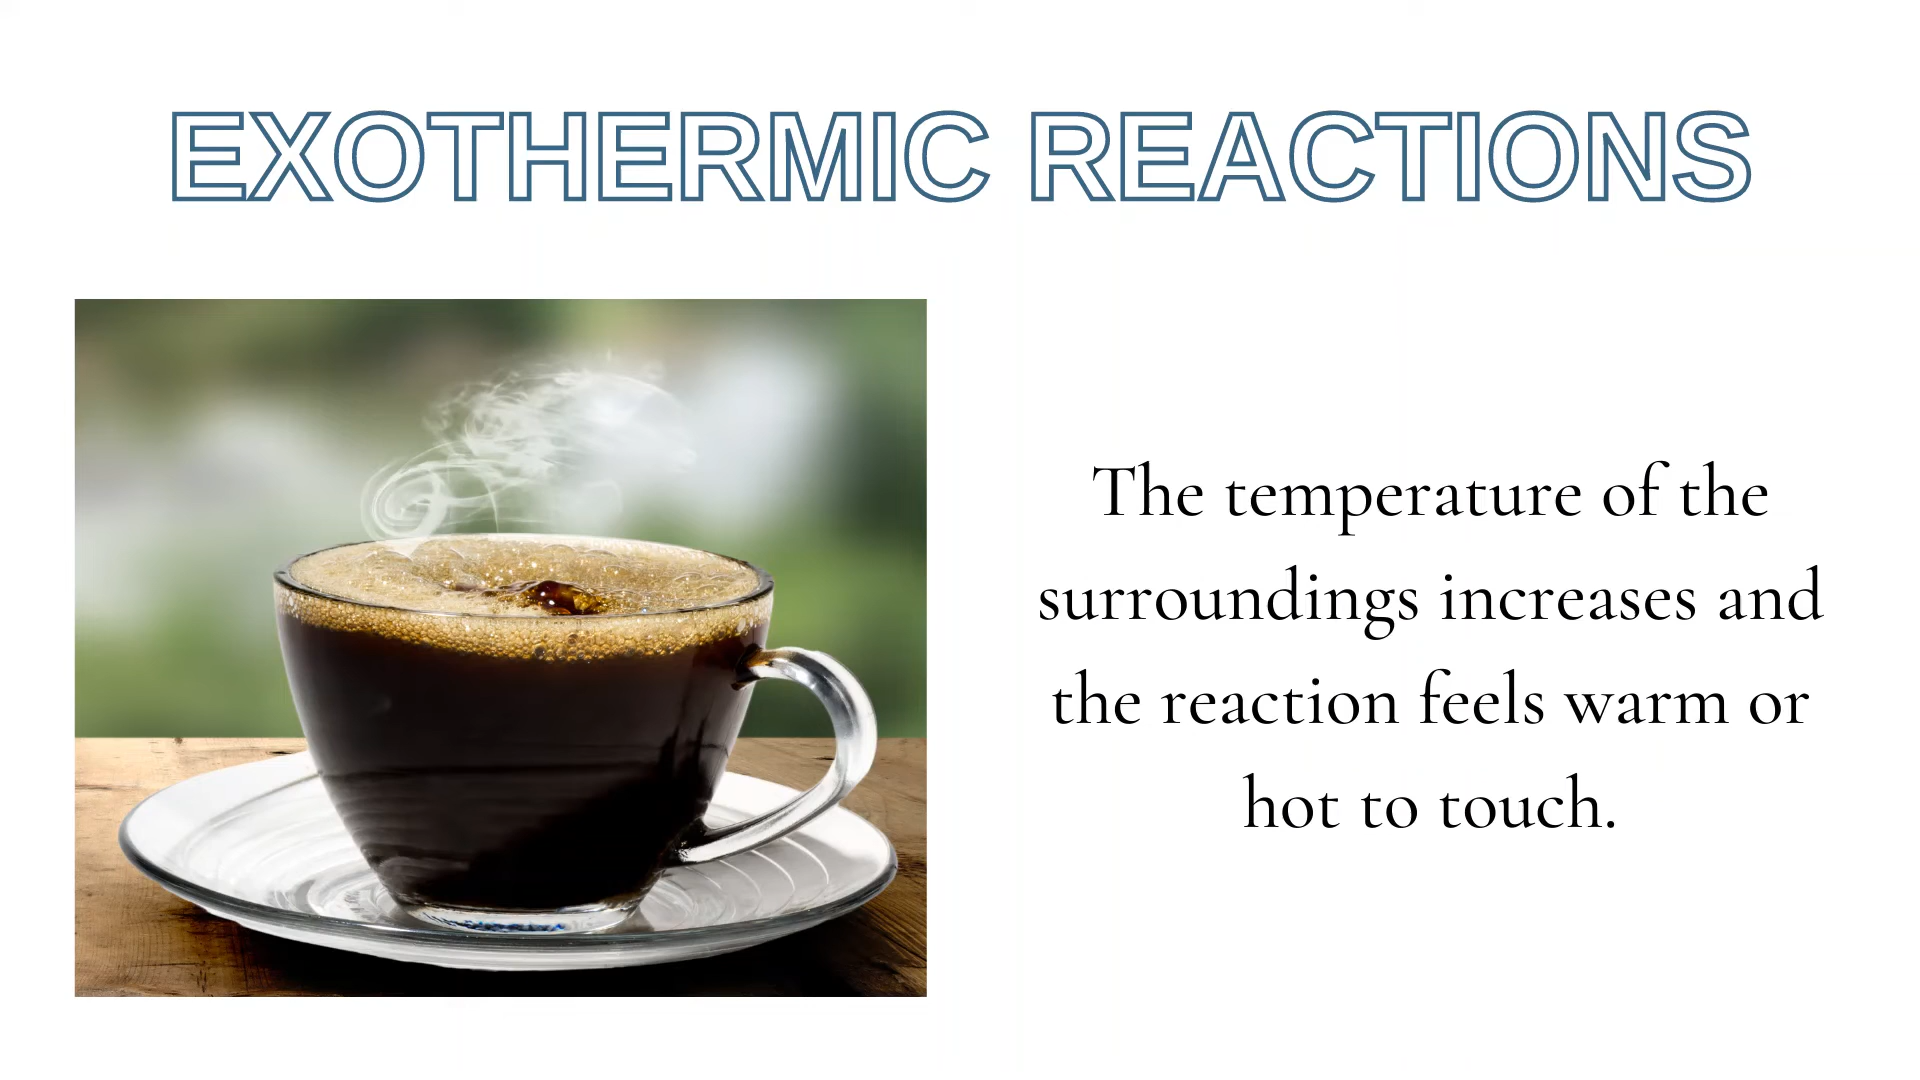 EXOTHERMIC REACTIONS
The temperature of the
surroundings increases and
the reaction feels warm or
hot to touch.